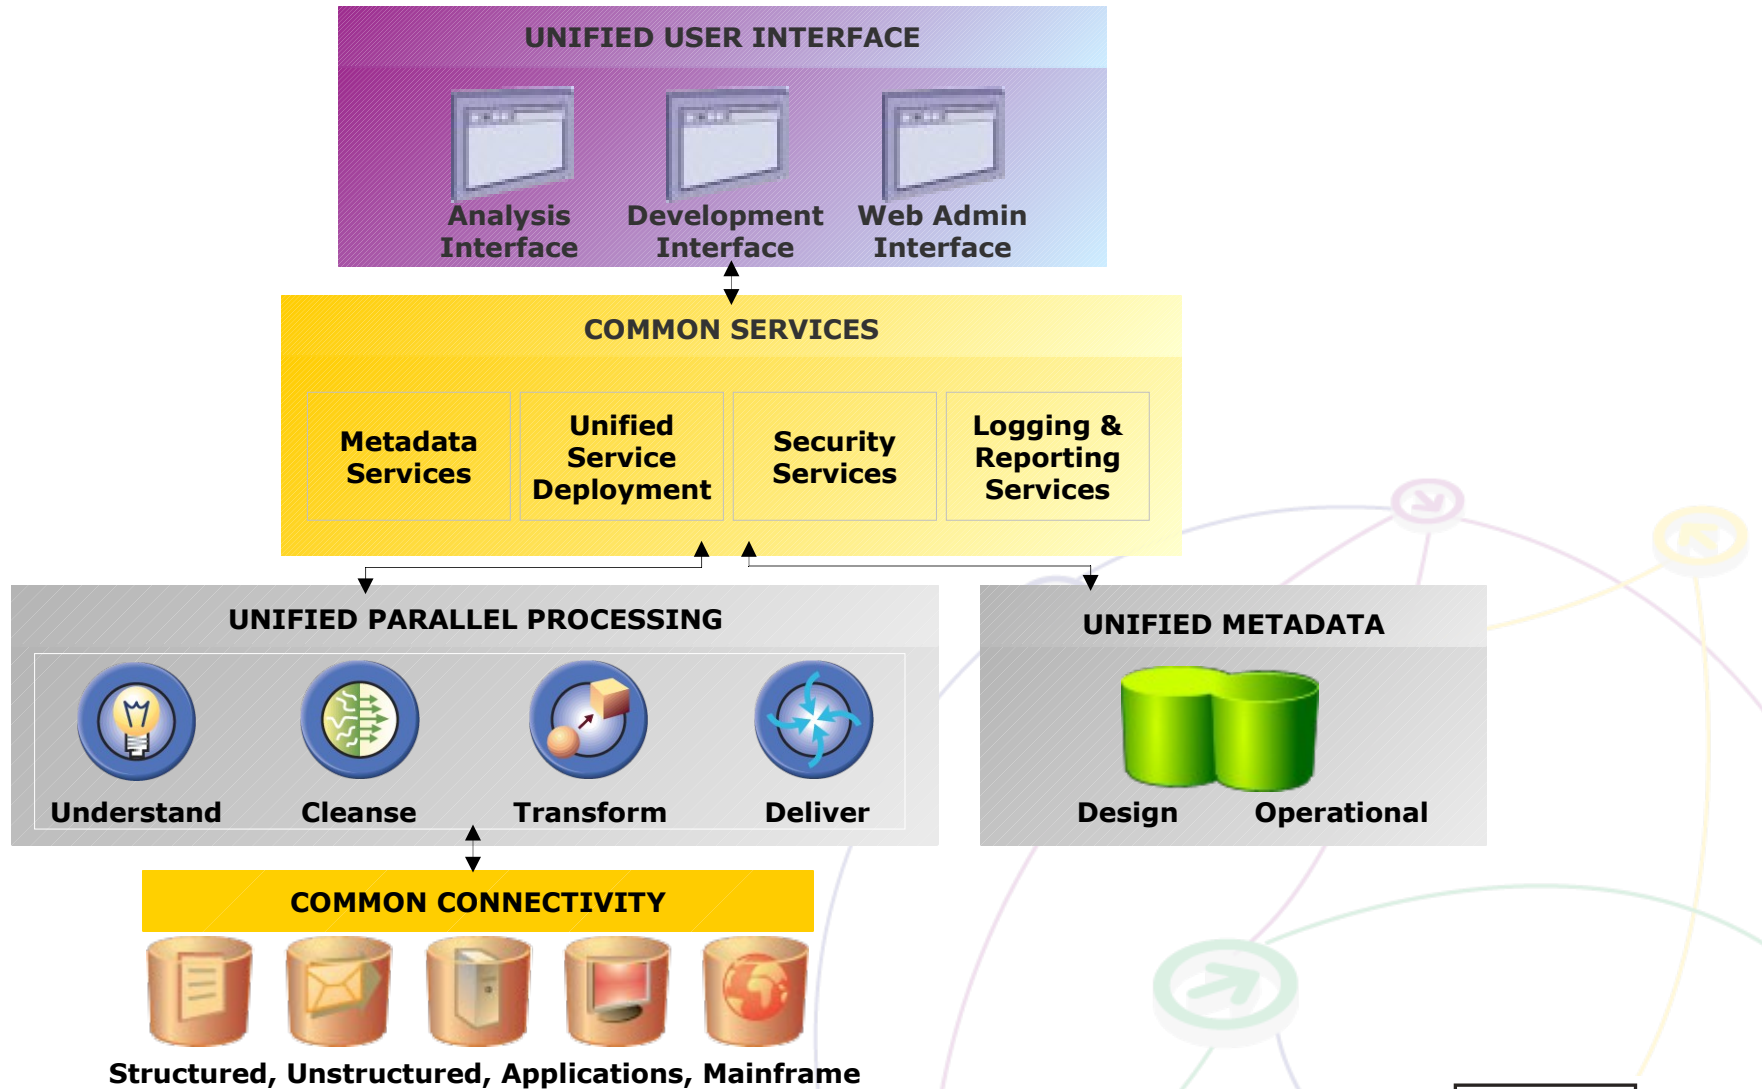 UNIFIED USER INTERFACE
Analysis
Interface
Development
Interface
Web Admin
Interface
COMMON SERVICES
Metadata
Services
Unified
Service
Deployment
Security
Services
Logging &
Reporting
Services
UNIFIED PARALLEL PROCESSING
Understand
Cleanse
Transform
Deliver
UNIFIED METADATA
Design
Operational
COMMON CONNECTIVITY
Structured, Unstructured, Applications, Mainframe